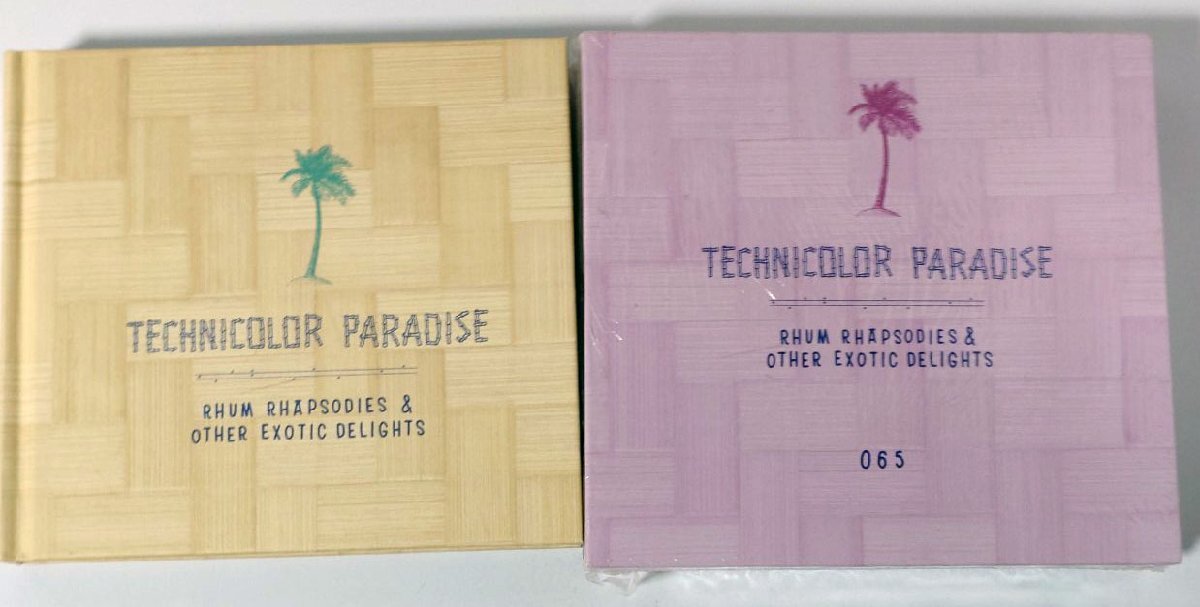 TECHNICOLOR PARADISE
RHUM RHAPSODIES &
OTHER EXOTIC DELIGHTS
TECHNICOLOR PARADISE
RHUM RHAPSODIES &
OTHER EXOTIC DELIGHTS
065